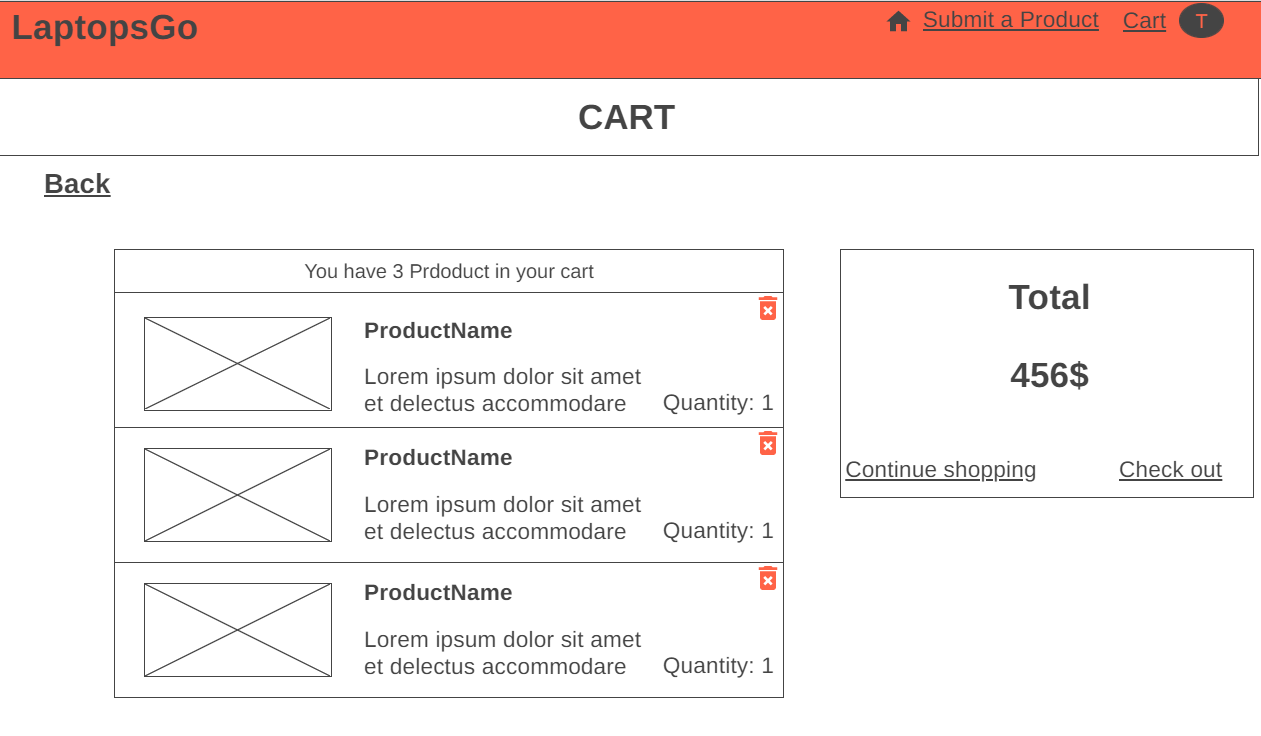 LaptopsGo
Submit a Product
Cart
T
CART
Back
You have 3 Prdoduct in your cart
ProductName
Lorem ipsum dolor sit amet
et delectus accommodare
Quantity: 1
ProductName
Lorem ipsum dolor sit amet
et delectus accommodare
Quantity: 1
ProductName
Lorem ipsum dolor sit amet
et delectus accommodare
Quantity: 1
Total
456$
Continue shopping
Check out